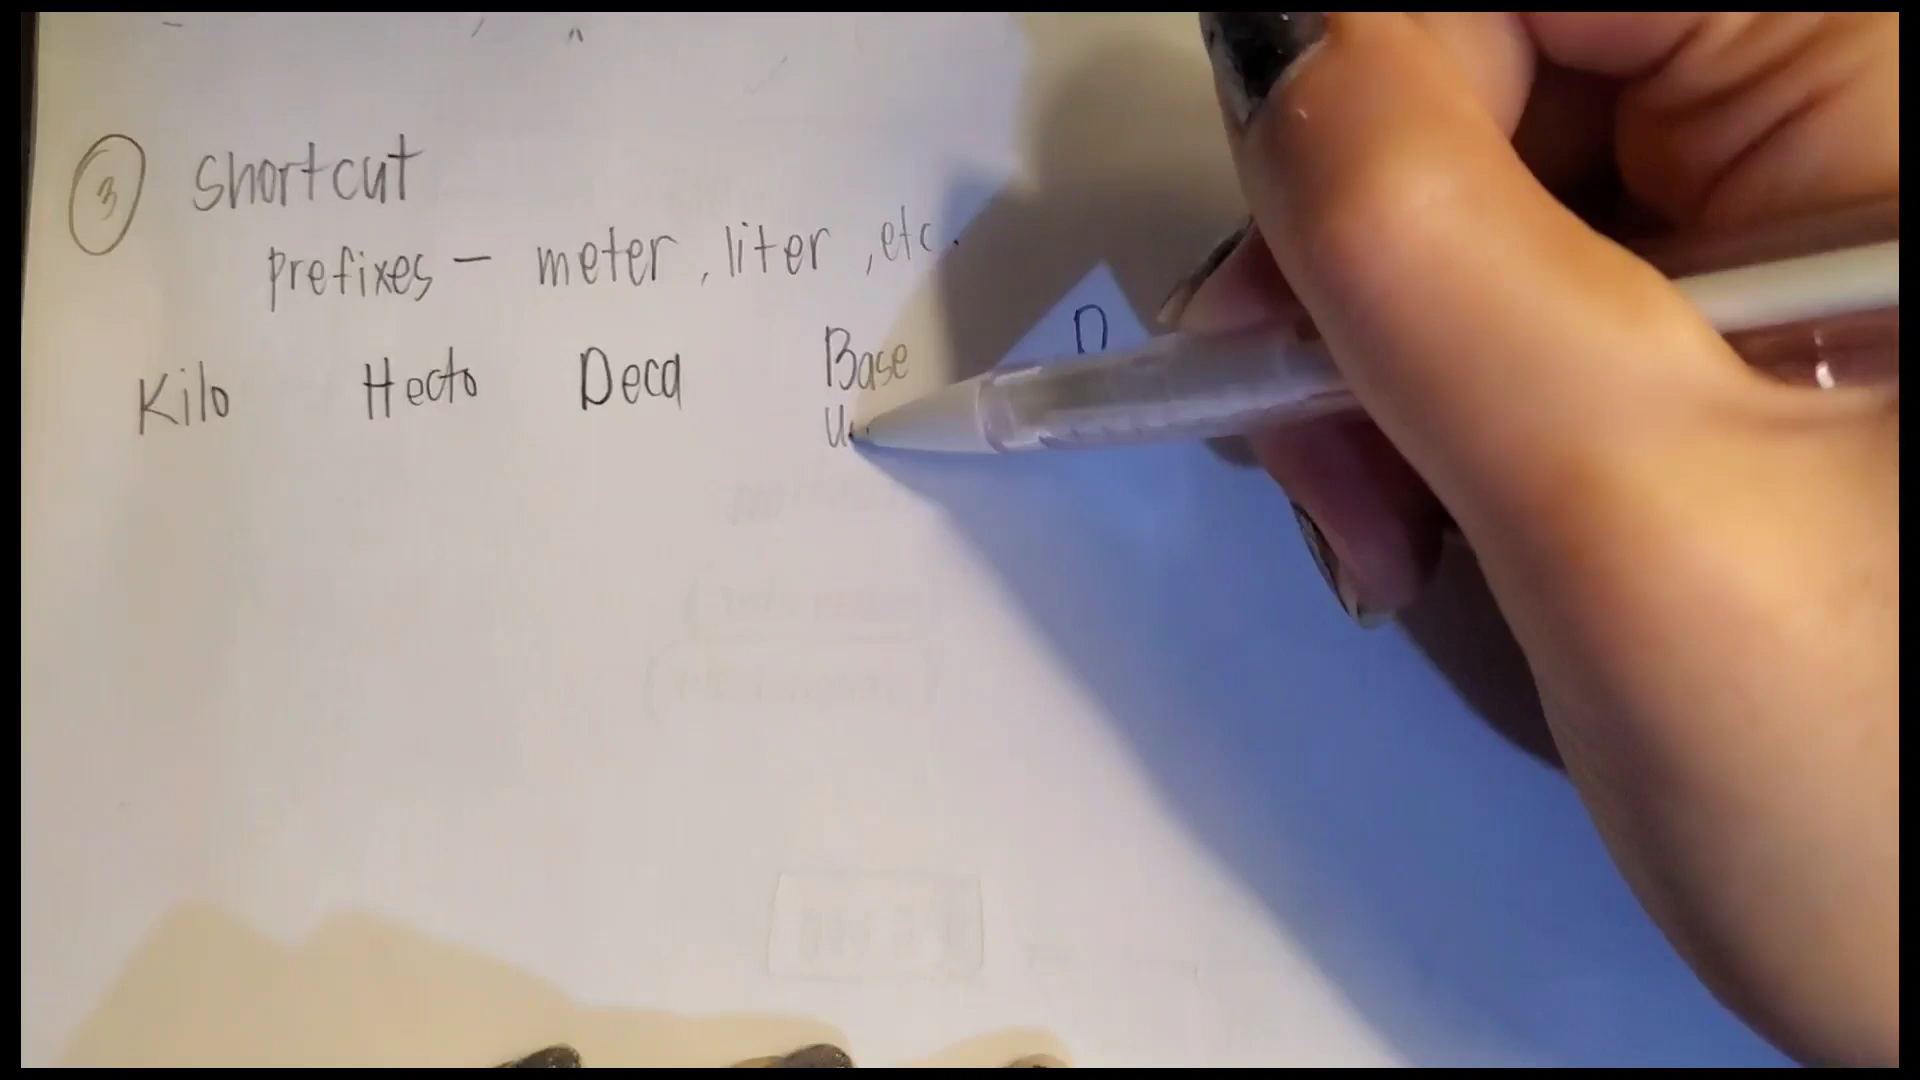 3 Shortcut
prefixes - meter, liter, etc.
Kilo Hecto Deca Base D
U